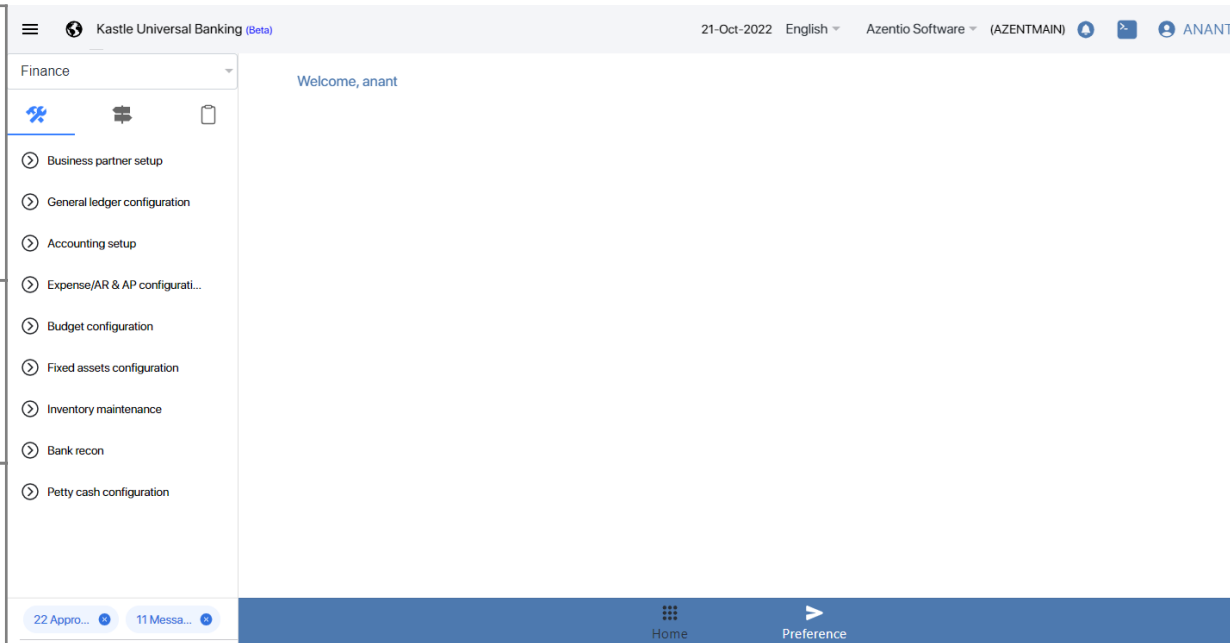 Kastle Universal Banking (Beta)
21-Oct-2022 English Azentio Software (AZENTMAIN) ANANT
Finance
Welcome, anant
Business partner setup
General ledger configuration
Accounting setup
Expense/AR & AP configurati...
Budget configuration
Fixed assets configuration
Inventory maintenance
Bank recon
Petty cash configuration
22 Appro... 11 Messa...
Home Preference